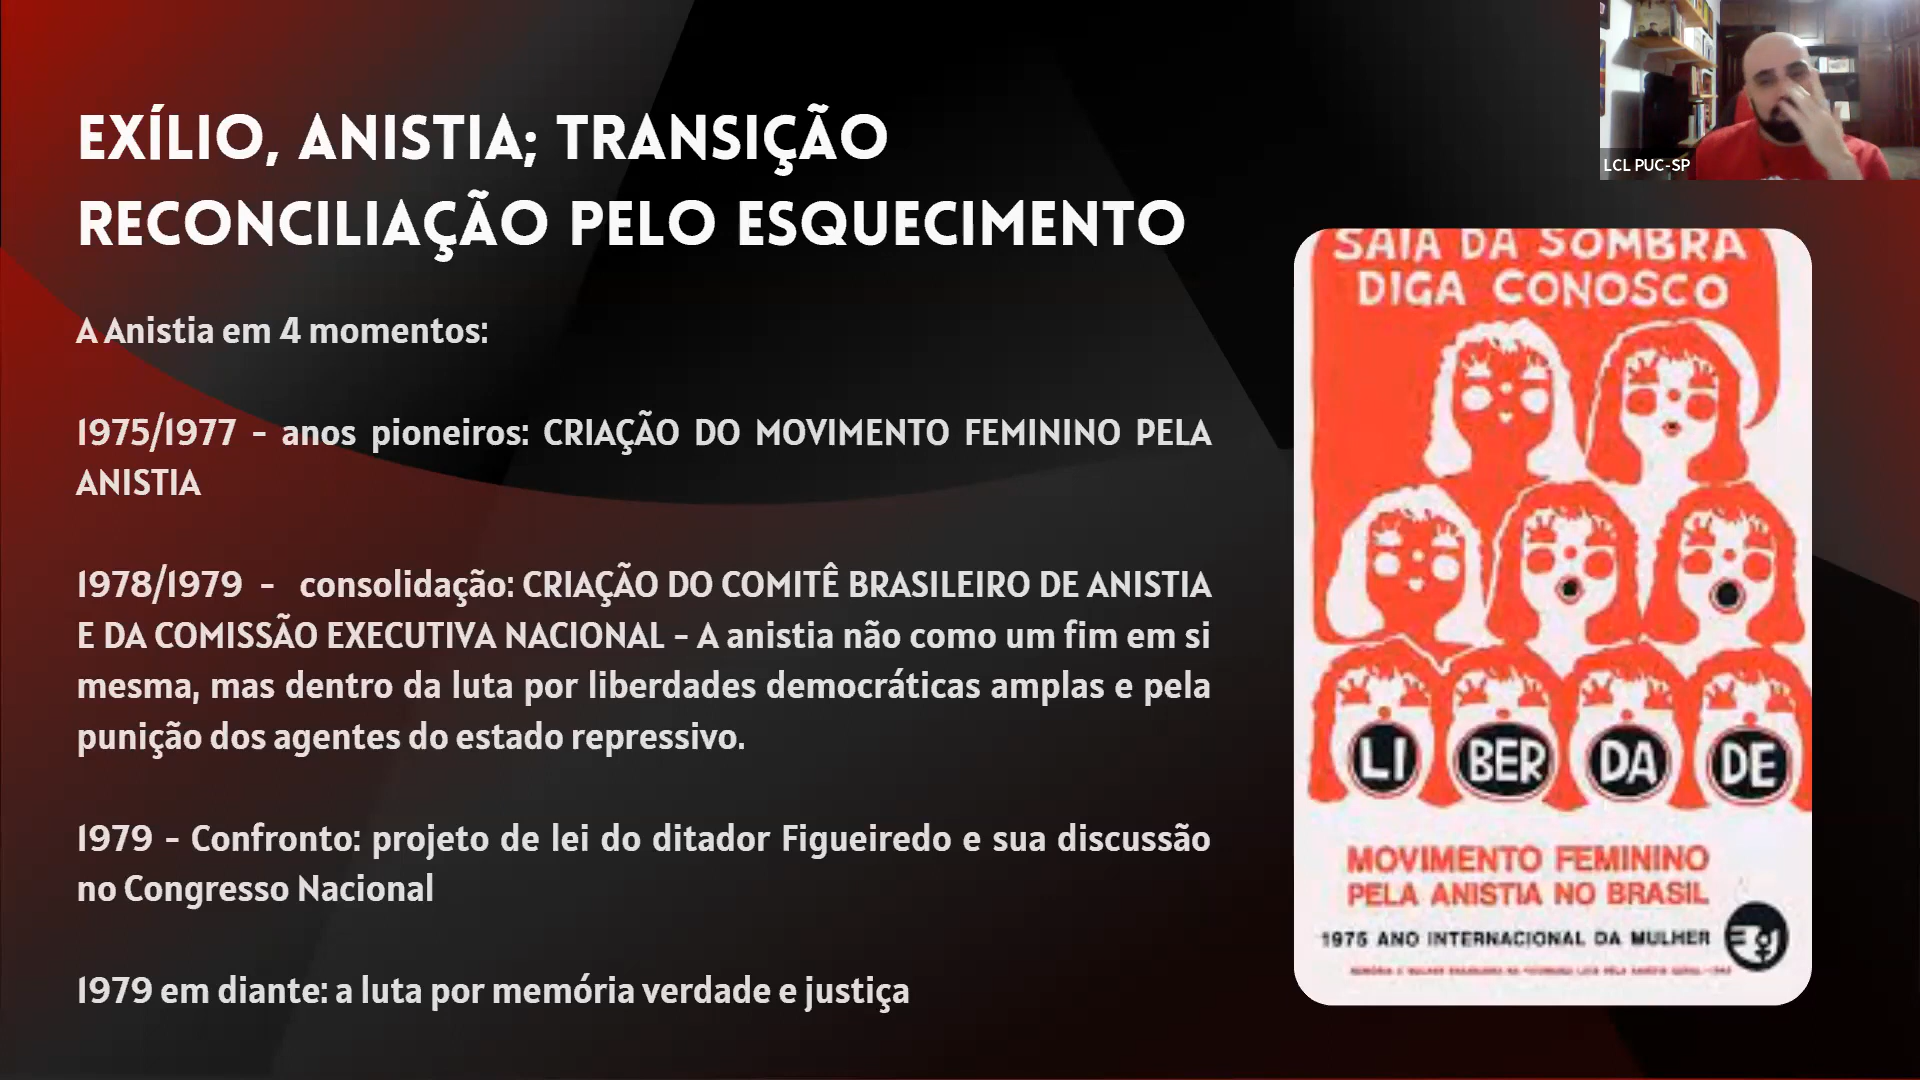 EXÍLIO, ANISTIA; TRANSIÇÃO
RECONCILIAÇÃO PELO ESQUECIMENTO
A Anistia em 4 momentos:
1975/1977 - anos pioneiros: CRIAÇÃO DO MOVIMENTO FEMININO PELA
ANISTIA
1978/1979 - consolidação: CRIAÇÃO DO COMITÊ BRASILEIRO DE ANISTIA
E DA COMISSÃO EXECUTIVA NACIONAL - A anistia não como um fim em si
mesma, mas dentro da luta por liberdades democráticas amplas e pela
punição dos agentes do estado repressivo.
1979 - Confronto: projeto de lei do ditador Figueiredo e sua discussão
no Congresso Nacional
1979 em diante: a luta por memória verdade e justiça
LCL PUC-SP
SAIA DA SOMBRA
DIGA CONOSCO
LI BER DA DE
MOVIMENTO FEMININO
PELA ANISTIA NO BRASIL
1975 ANO INTERNACIONAL DA MULHER